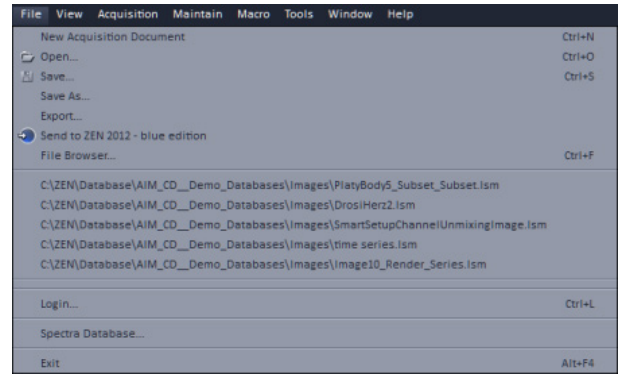 File View Acquisition Maintain Macro Tools Window Help
New Acquisition Document Ctrl+N
Open... Ctrl+O
Save... Ctrl+S
Save As...
Export...
Send to ZEN 2012 - blue edition
File Browser... Ctrl+F
C:\ZEN\Database\AIM_CD__Demo_Databases\Images\PlatyBody5_Subset_Subset.lsm
C:\ZEN\Database\AIM_CD__Demo_Databases\Images\DrosiHerz2.lsm
C:\ZEN\Database\AIM_CD__Demo_Databases\Images\SmartSetupChannelUnmixingImage.lsm
C:\ZEN\Database\AIM_CD__Demo_Databases\Images\time series.lsm
C:\ZEN\Database\AIM_CD__Demo_Databases\Images\Image10_Render_Series.lsm
Login... Ctrl+L
Spectra Database...
Exit Alt+F4